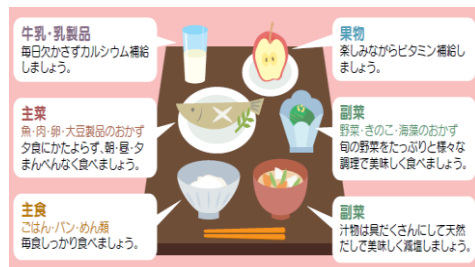 牛乳・乳製品
毎日欠かさずカルシウム補給
しましょう。
果物
楽しみながらビタミン補給し
ましょう。
主菜
魚・肉・卵・大豆製品のおかず
夕食にかたよらず、朝・昼・夕
まんべんなく食べましょう。
副菜
野菜・きのこ・海藻のおかず
旬の野菜をたっぷりと様々な
調理で美味しく食べましょう。
主食
ごはん・パン・めん類
毎食しっかり食べましょう。
副菜
汁物は具だくさんにして天然
だしで美味しく減塩しましょう。